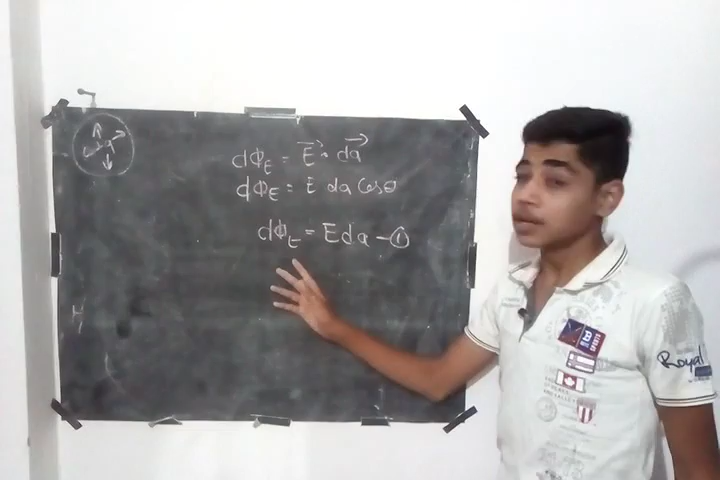 dΦE = E⃗ · da⃗
dΦE = E da Cosθ
dΦE = E da - ①
Royal